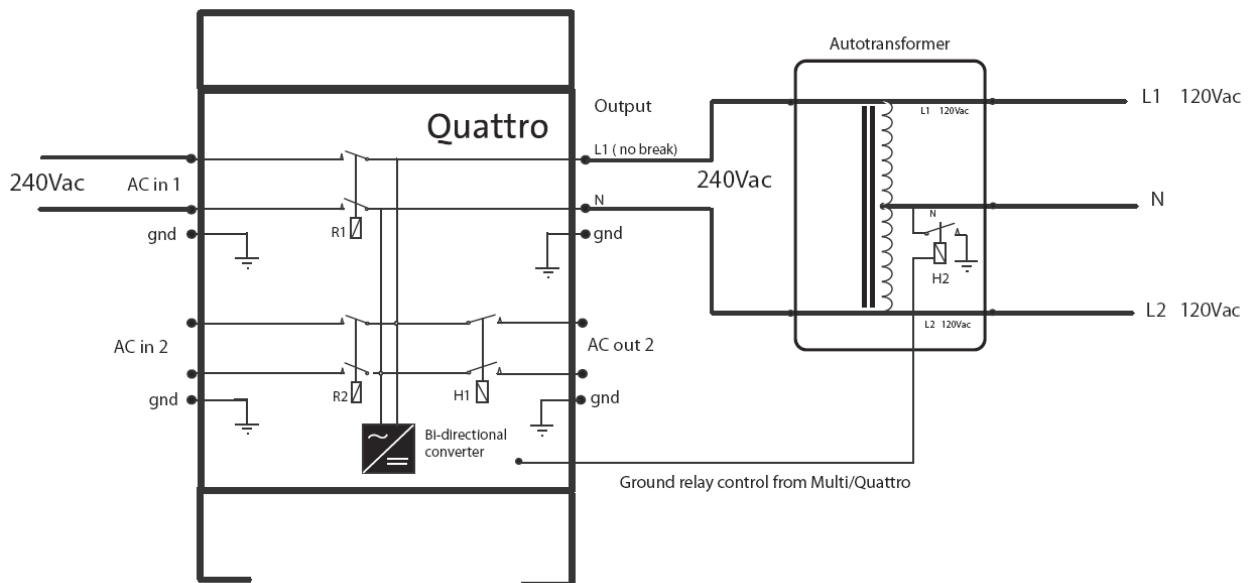 Autotransformer
Quattro
Output
L1 120Vac
L1 120Vac
L1 ( no break)
240Vac
AC in 1
240Vac
N
N
N
gnd
R1
gnd
H2
L2 120Vac
L2 120Vac
AC in 2
AC out 2
gnd
R2
H1
gnd
Bi-directional
converter
Ground relay control from Multi/Quattro